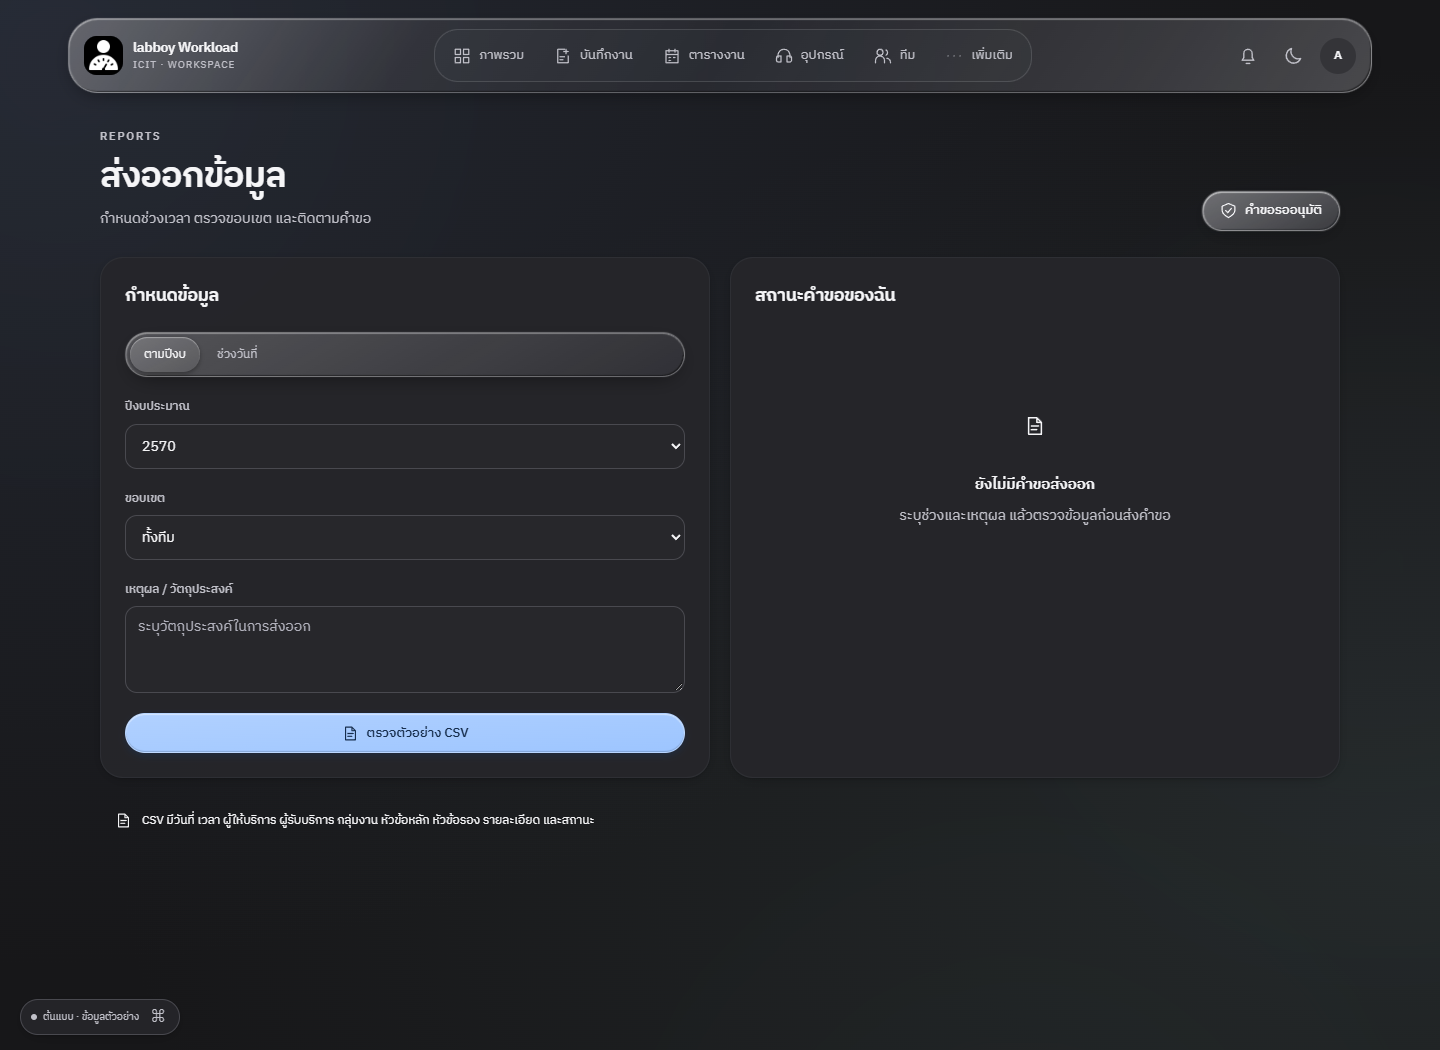 labboy Workload
ICIT · WORKSPACE
ภาพรวม
บันทึกงาน
ตารางงาน
อุปกรณ์
ทีม
··· เพิ่มเติม
A
REPORTS
ส่งออกข้อมูล
กำหนดช่วงเวลา ตรวจขอบเขต และติดตามคำขอ
คำขอรออนุมัติ
กำหนดข้อมูล
ตามปีงบ
ช่วงวันที่
ปีงบประมาณ
2570
ขอบเขต
ทั้งทีม
เหตุผล / วัตถุประสงค์
ระบุวัตถุประสงค์ในการส่งออก
ตรวจตัวอย่าง CSV
สถานะคำขอของฉัน
ยังไม่มีคำขอส่งออก
ระบุช่วงและเหตุผล แล้วตรวจข้อมูลก่อนส่งคำขอ
CSV มีวันที่ เวลา ผู้ให้บริการ ผู้รับบริการ กลุ่มงาน หัวข้อหลัก หัวข้อรอง รายละเอียด และสถานะ
ต้นแบบ · ข้อมูลตัวอย่าง ⌘